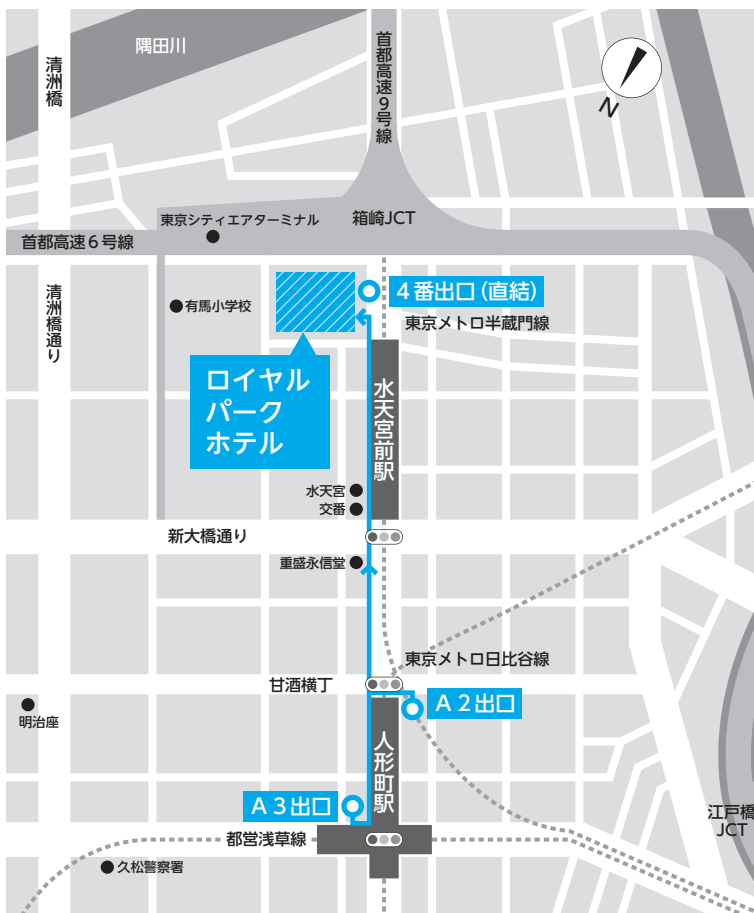 隅田川
清洲橋
首都高速9号線
N
東京シティエアターミナル
箱崎JCT
首都高速6号線
清洲橋通り
有馬小学校
4番出口(直結)
東京メトロ半蔵門線
ロイヤル
パーク
ホテル
水天宮前駅
水天宮
交番
新大橋通り
重盛永信堂
東京メトロ日比谷線
甘酒横丁
A2出口
明治座
人形町駅
A3出口
江戸橋
JCT
都営浅草線
久松警察署